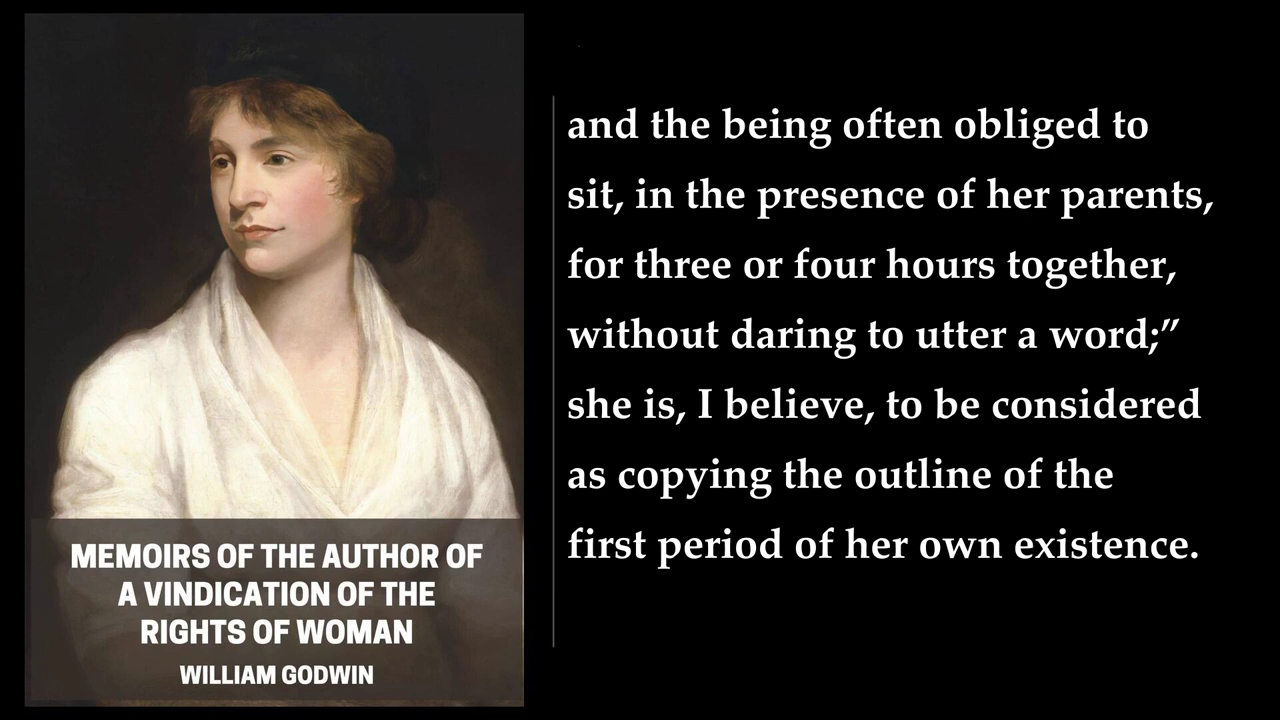 MEMOIRS OF THE AUTHOR OF
A VINDICATION OF THE
RIGHTS OF WOMAN
WILLIAM GODWIN
and the being often obliged to
sit, in the presence of her parents,
for three or four hours together,
without daring to utter a word;”
she is, I believe, to be considered
as copying the outline of the
first period of her own existence.